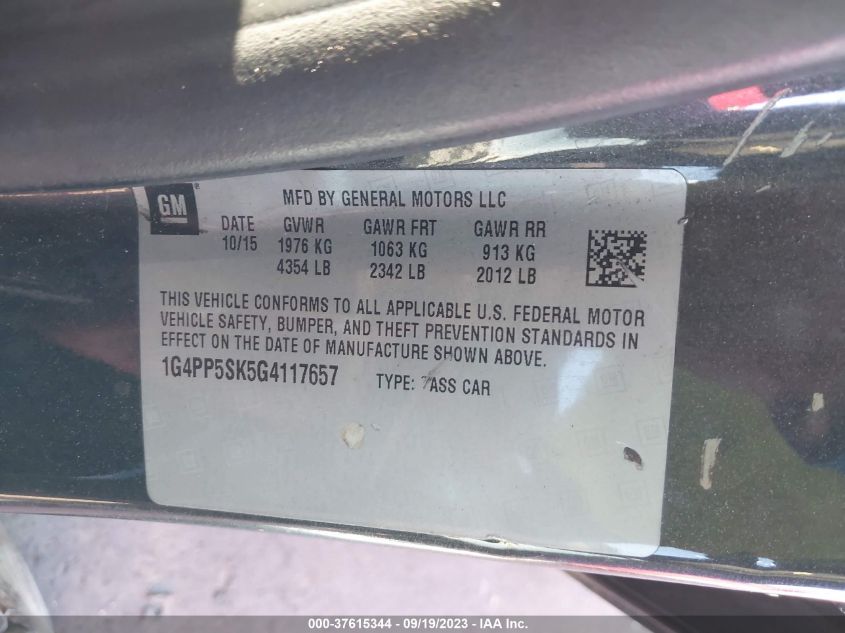 GM
MFD BY GENERAL MOTORS LLC
DATE GVWR GAWR FRT GAWR RR
10/15 1976 KG 1063 KG 913 KG
4354 LB 2342 LB 2012 LB
THIS VEHICLE CONFORMS TO ALL APPLICABLE U.S. FEDERAL MOTOR
VEHICLE SAFETY, BUMPER, AND THEFT PREVENTION STANDARDS IN
EFFECT ON THE DATE OF MANUFACTURE SHOWN ABOVE.
1G4PP5SK5G4117657 TYPE: PASS CAR
000-37615344 - 09/19/2023 - IAA Inc.